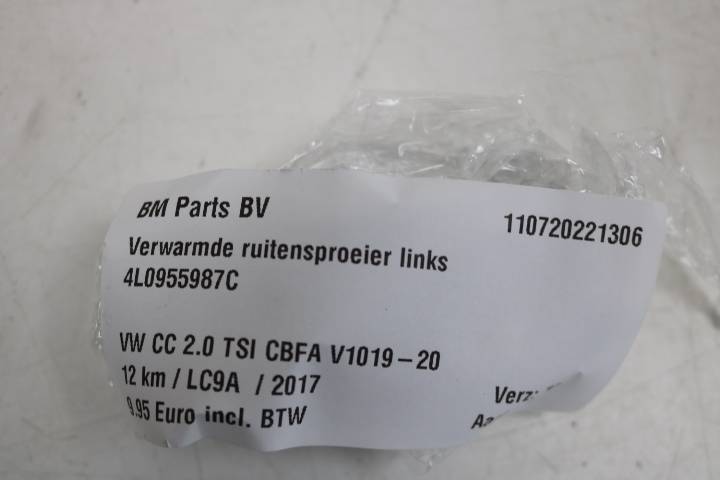 BM Parts BV
110720221306
Verwarmde ruitensproeier links
4L0955987C
VW CC 2.0 TSI CBFA V1019-20
12 km / LC9A / 2017
9.95 Euro incl. BTW